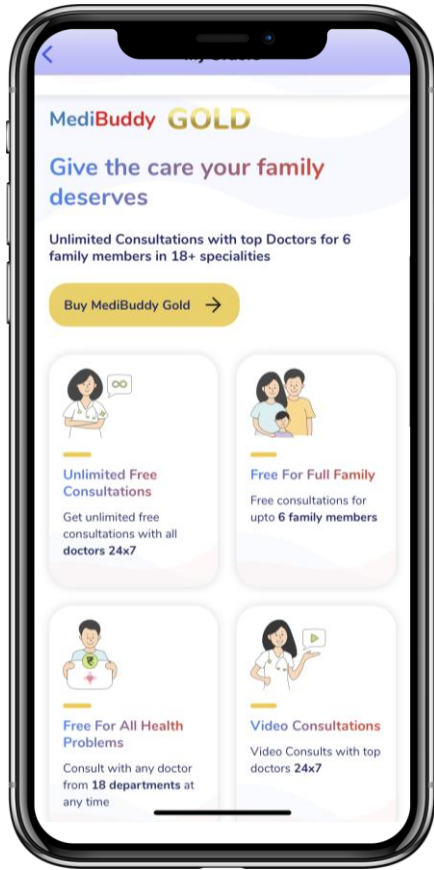 MediBuddy GOLD
Give the care your family
deserves
Unlimited Consultations with top Doctors for 6
family members in 18+ specialities
Buy MediBuddy Gold →
Unlimited Free
Consultations
Get unlimited free
consultations with all
doctors 24x7
Free For Full Family
Free consultations for
upto 6 family members
Free For All Health
Problems
Consult with any doctor
from 18 departments at
any time
Video Consultations
Video Consults with top
doctors 24x7